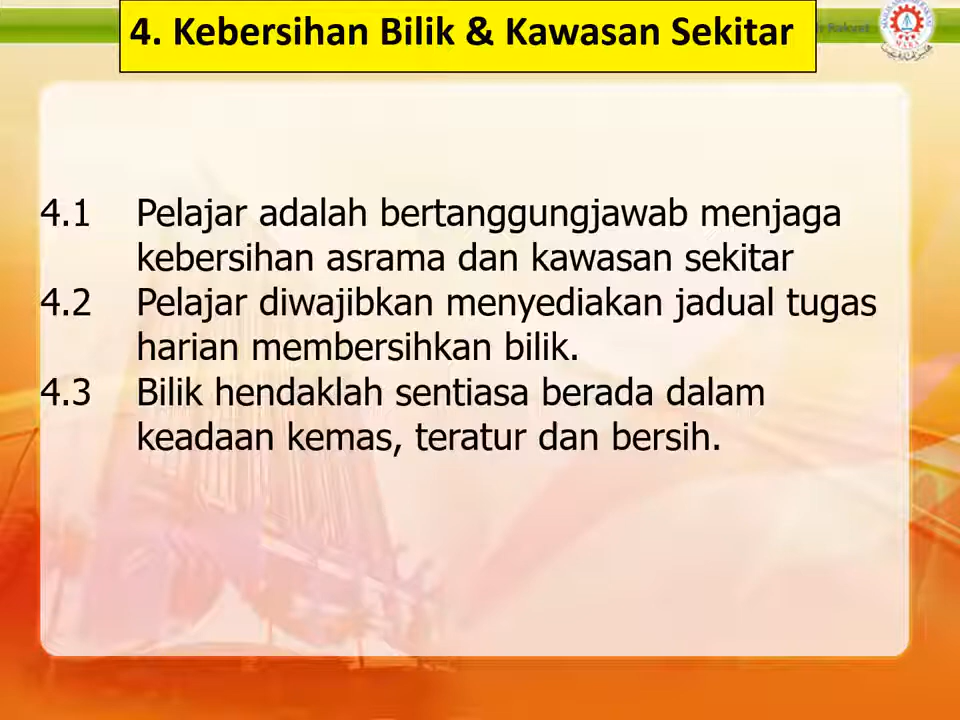 4. Kebersihan Bilik & Kawasan Sekitar
Rakyat
MARA
4.1 Pelajar adalah bertanggungjawab menjaga
kebersihan asrama dan kawasan sekitar
4.2 Pelajar diwajibkan menyediakan jadual tugas
harian membersihkan bilik.
4.3 Bilik hendaklah sentiasa berada dalam
keadaan kemas, teratur dan bersih.